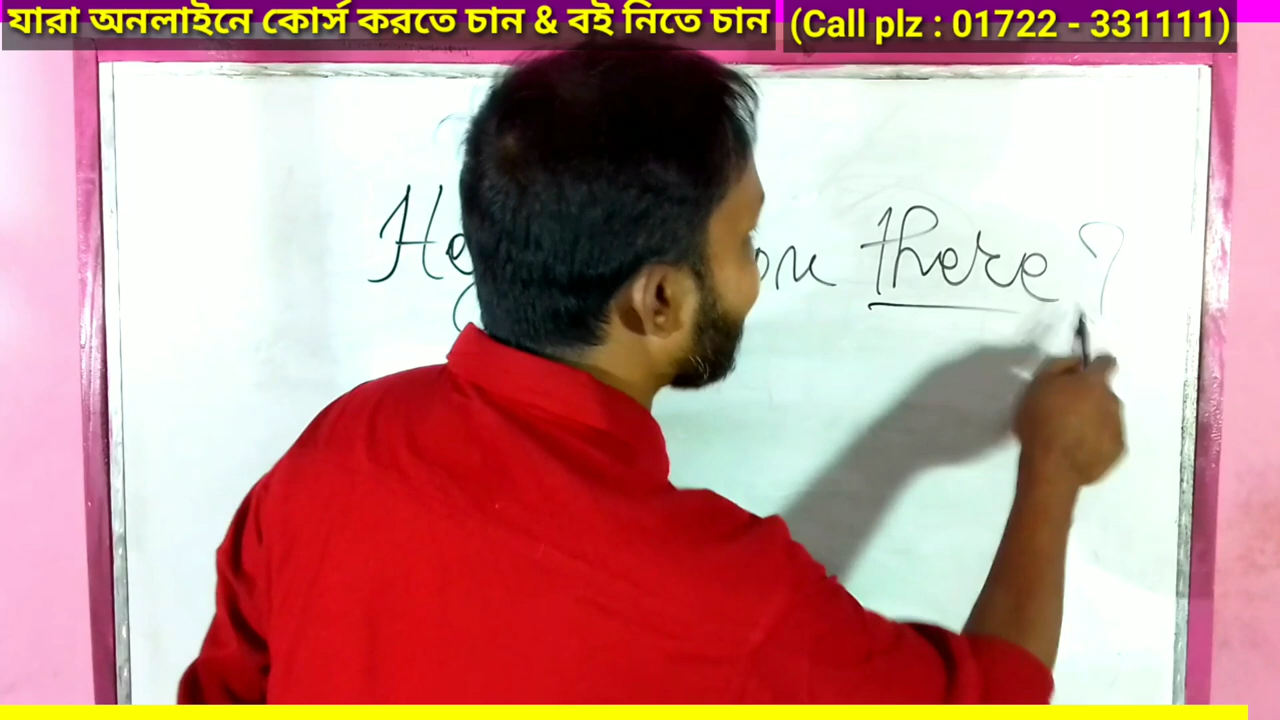 যারা অনলাইনে কোর্স করতে চান & বই নিতে চান (Call plz : 01722 - 331111)
there ?